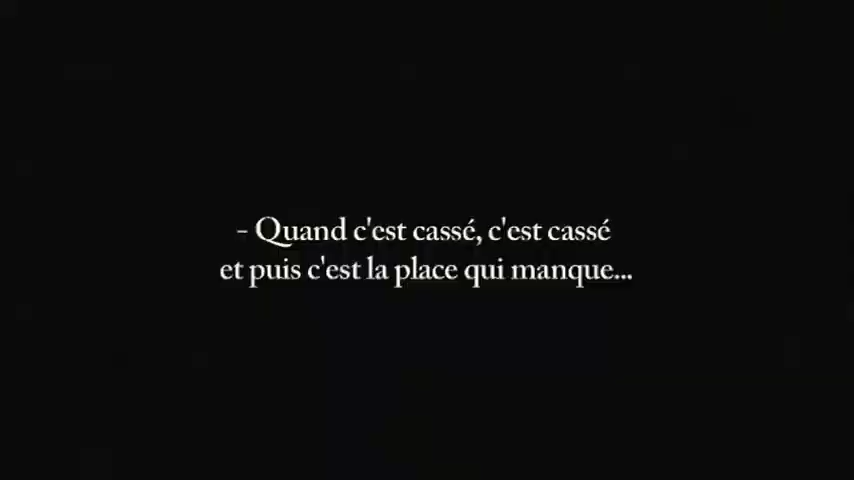 - Quand c'est cassé, c'est cassé
et puis c'est la place qui manque...